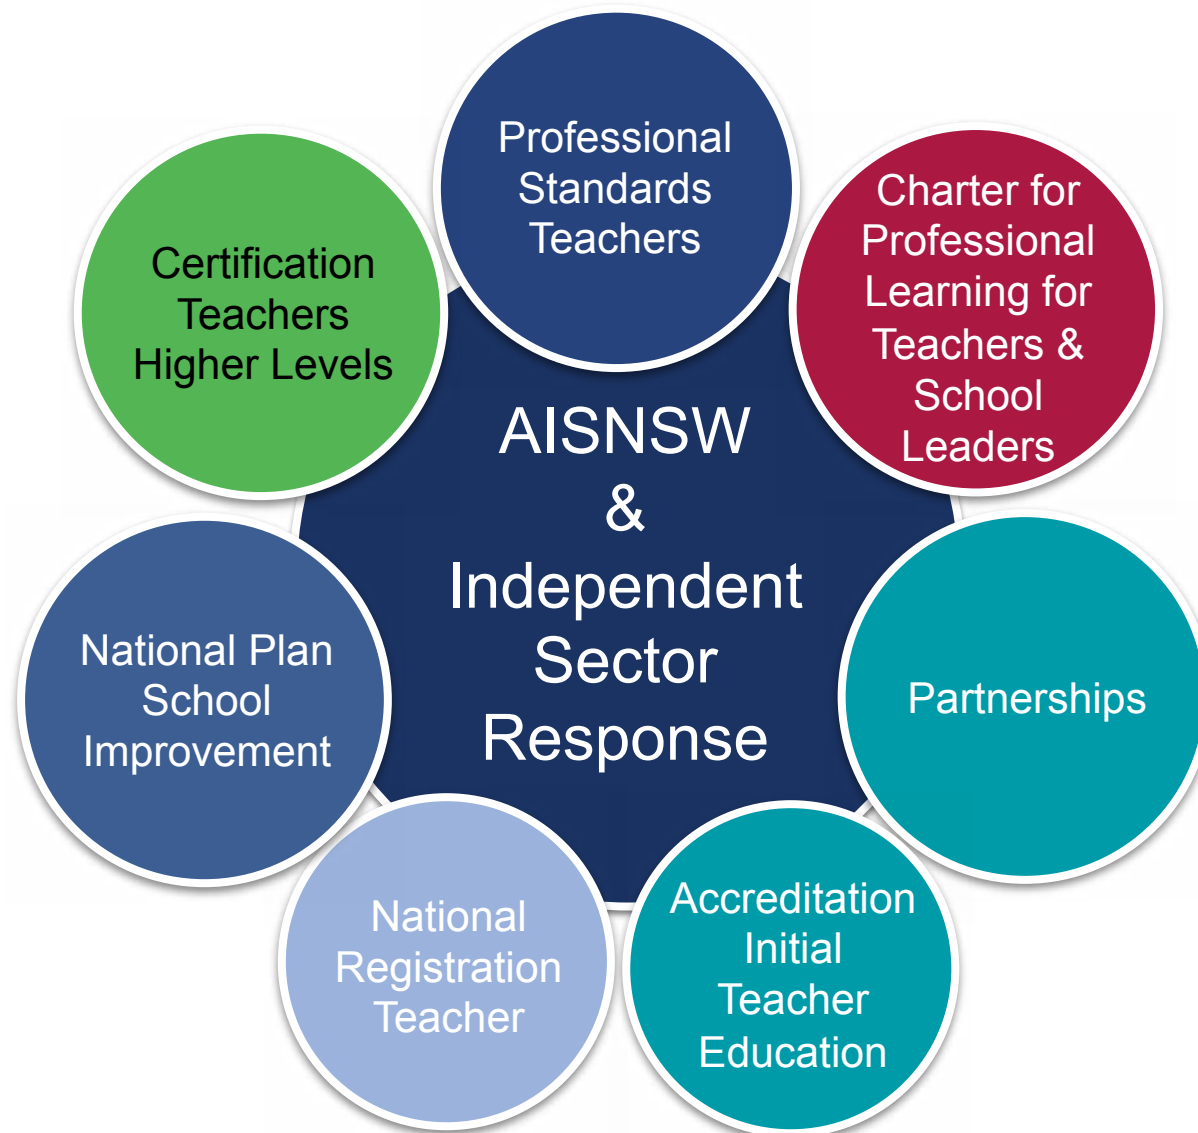 Professional
Standards
Teachers
Charter for
Professional
Learning for
Teachers &
School
Leaders
Certification
Teachers
Higher Levels
AISNSW
&
Independent
Sector
Response
National Plan
School
Improvement
Partnerships
National
Registration
Teacher
Accreditation
Initial
Teacher
Education